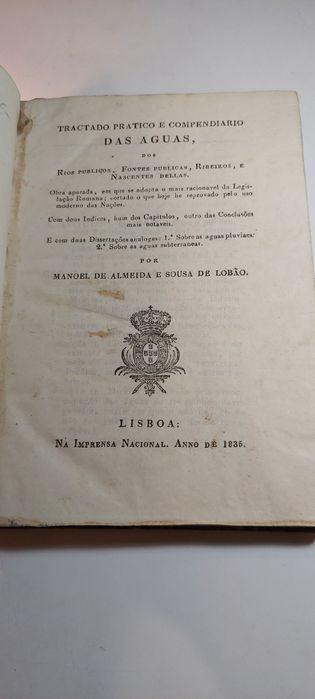 TRACTADO PRATICO E COMPENDIARIO
DAS AGUAS,
DOS
RIOS PUBLICOS, FONTES PUBLICAS, RIBEIROS, E
NASCENTES DELLAS.
Obra apurada, em que se adopta o mais racionavel da Legis-
lação Romana; cortado o que hoje he reprovado pelo uso
moderno das Nações.
Com dous Indices, hum dos Capitulos, outro das Conclusões
mais notaveis.
E com duas Dissertações analogas: 1.ª Sobre as aguas pluviaes:
2.ª Sobre as aguas subterraneas.
POR
MANOEL DE ALMEIDA E SOUSA DE LOBÃO.
LISBOA:
NA IMPRENSA NACIONAL. ANNO DE 1835.